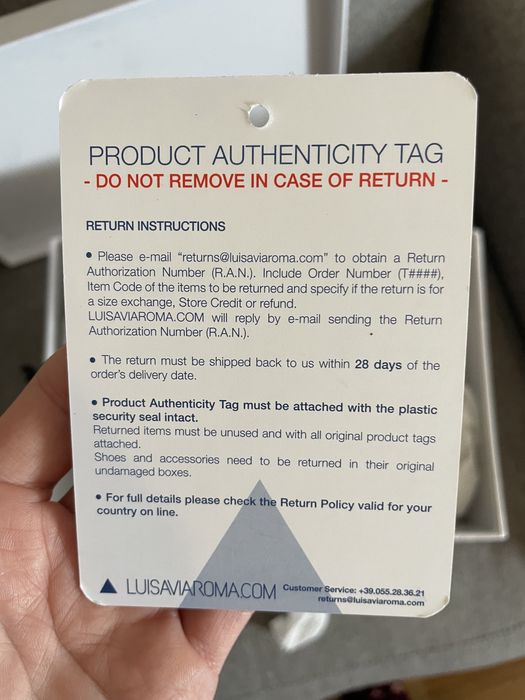 PRODUCT AUTHENTICITY TAG
- DO NOT REMOVE IN CASE OF RETURN -
RETURN INSTRUCTIONS
• Please e-mail "returns@luisaviaroma.com" to obtain a Return
Authorization Number (R.A.N.). Include Order Number (T####),
Item Code of the items to be returned and specify if the return is for
a size exchange, Store Credit or refund.
LUISAVIAROMA.COM will reply by e-mail sending the Return
Authorization Number (R.A.N.).
• The return must be shipped back to us within 28 days of the
order's delivery date.
• Product Authenticity Tag must be attached with the plastic
security seal intact.
Returned items must be unused and with all original product tags
attached.
Shoes and accessories need to be returned in their original
undamaged boxes.
• For full details please check the Return Policy valid for your
country on line.
LUISAVIAROMA.COM
Customer Service: +39.055.28.36.21
returns@luisaviaroma.com